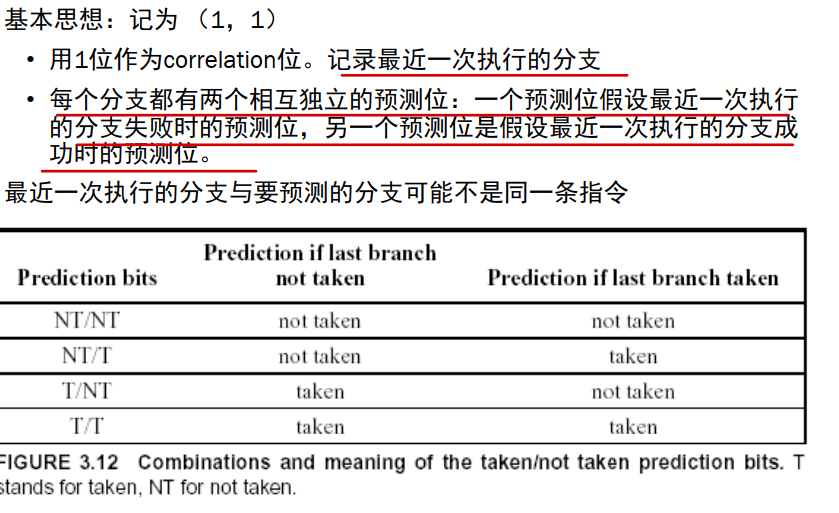 基本思想：记为 （1，1）
• 用1位作为correlation位。记录最近一次执行的分支
• 每个分支都有两个相互独立的预测位：一个预测位假设最近一次执行
的分支失败时的预测位，另一个预测位是假设最近一次执行的分支成
功时的预测位。
最近一次执行的分支与要预测的分支可能不是同一条指令
Prediction bits Prediction if last branch not taken Prediction if last branch taken
NT/NT not taken not taken
NT/T not taken taken
T/NT taken not taken
T/T taken taken
FIGURE 3.12 Combinations and meaning of the taken/not taken prediction bits. T
stands for taken, NT for not taken.